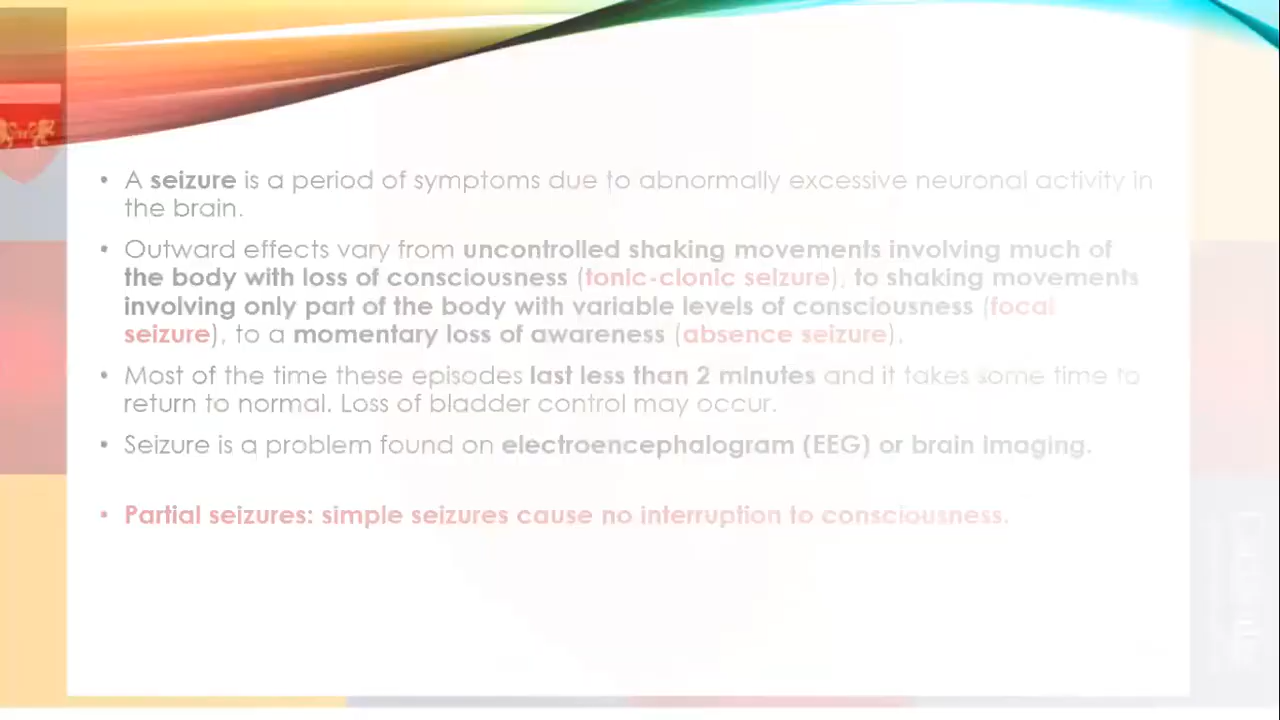 • A seizure is a period of symptoms due to abnormally excessive neuronal activity in
the brain.
• Outward effects vary from uncontrolled shaking movements involving much of
the body with loss of consciousness (tonic-clonic seizure), to shaking movements
involving only part of the body with variable levels of consciousness (focal
seizure), to a momentary loss of awareness (absence seizure).
• Most of the time these episodes last less than 2 minutes and it takes some time to
return to normal. Loss of bladder control may occur.
• Seizure is a problem found on electroencephalogram (EEG) or brain imaging.
• Partial seizures: simple seizures cause no interruption to consciousness.